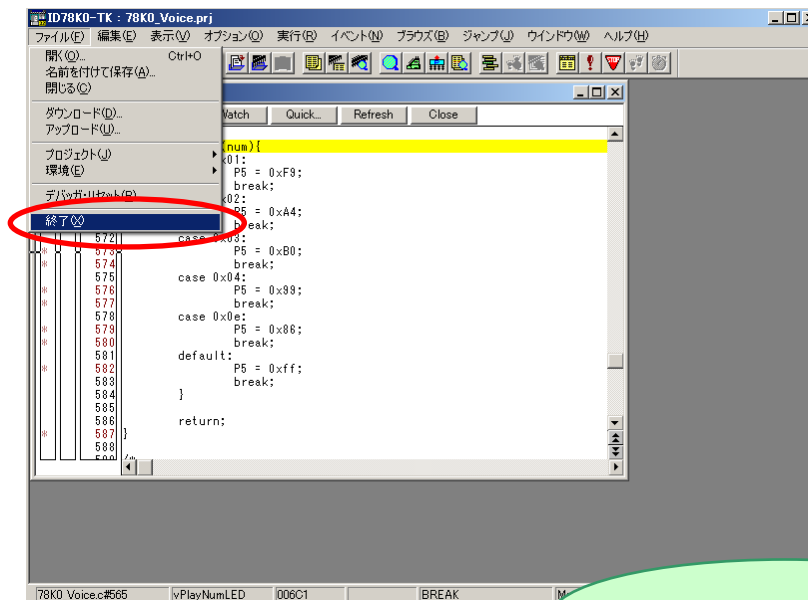 ID78K0-TK : 78K0_Voice.prj
ファイル(F) 編集(E) 表示(V) オプション(O) 実行(R) イベント(N) ブラウズ(B) ジャンプ(J) ウインドウ(W) ヘルプ(H)
開く(O)... Ctrl+O
名前を付けて保存(A)...
閉じる(C)
ダウンロード(D)...
アップロード(U)...
プロジェクト(J)
環境(E)
デバッガ・リセット(R)...
終了(X)
Watch Quick... Refresh Close
(num){
x01:
P5 = 0xF9;
break;
x02:
P5 = 0xA4;
break;
572 case 0x03:
* 573 P5 = 0xB0;
* 574 break;
575 case 0x04:
* 576 P5 = 0x99;
* 577 break;
578 case 0x0e:
* 579 P5 = 0x86;
* 580 break;
581 default:
* 582 P5 = 0xff;
583 break;
584 }
585
586 return;
* 587 }
588
589 /*
78K0_Voice.c#565 vPlayNumLED 006C1 BREAK